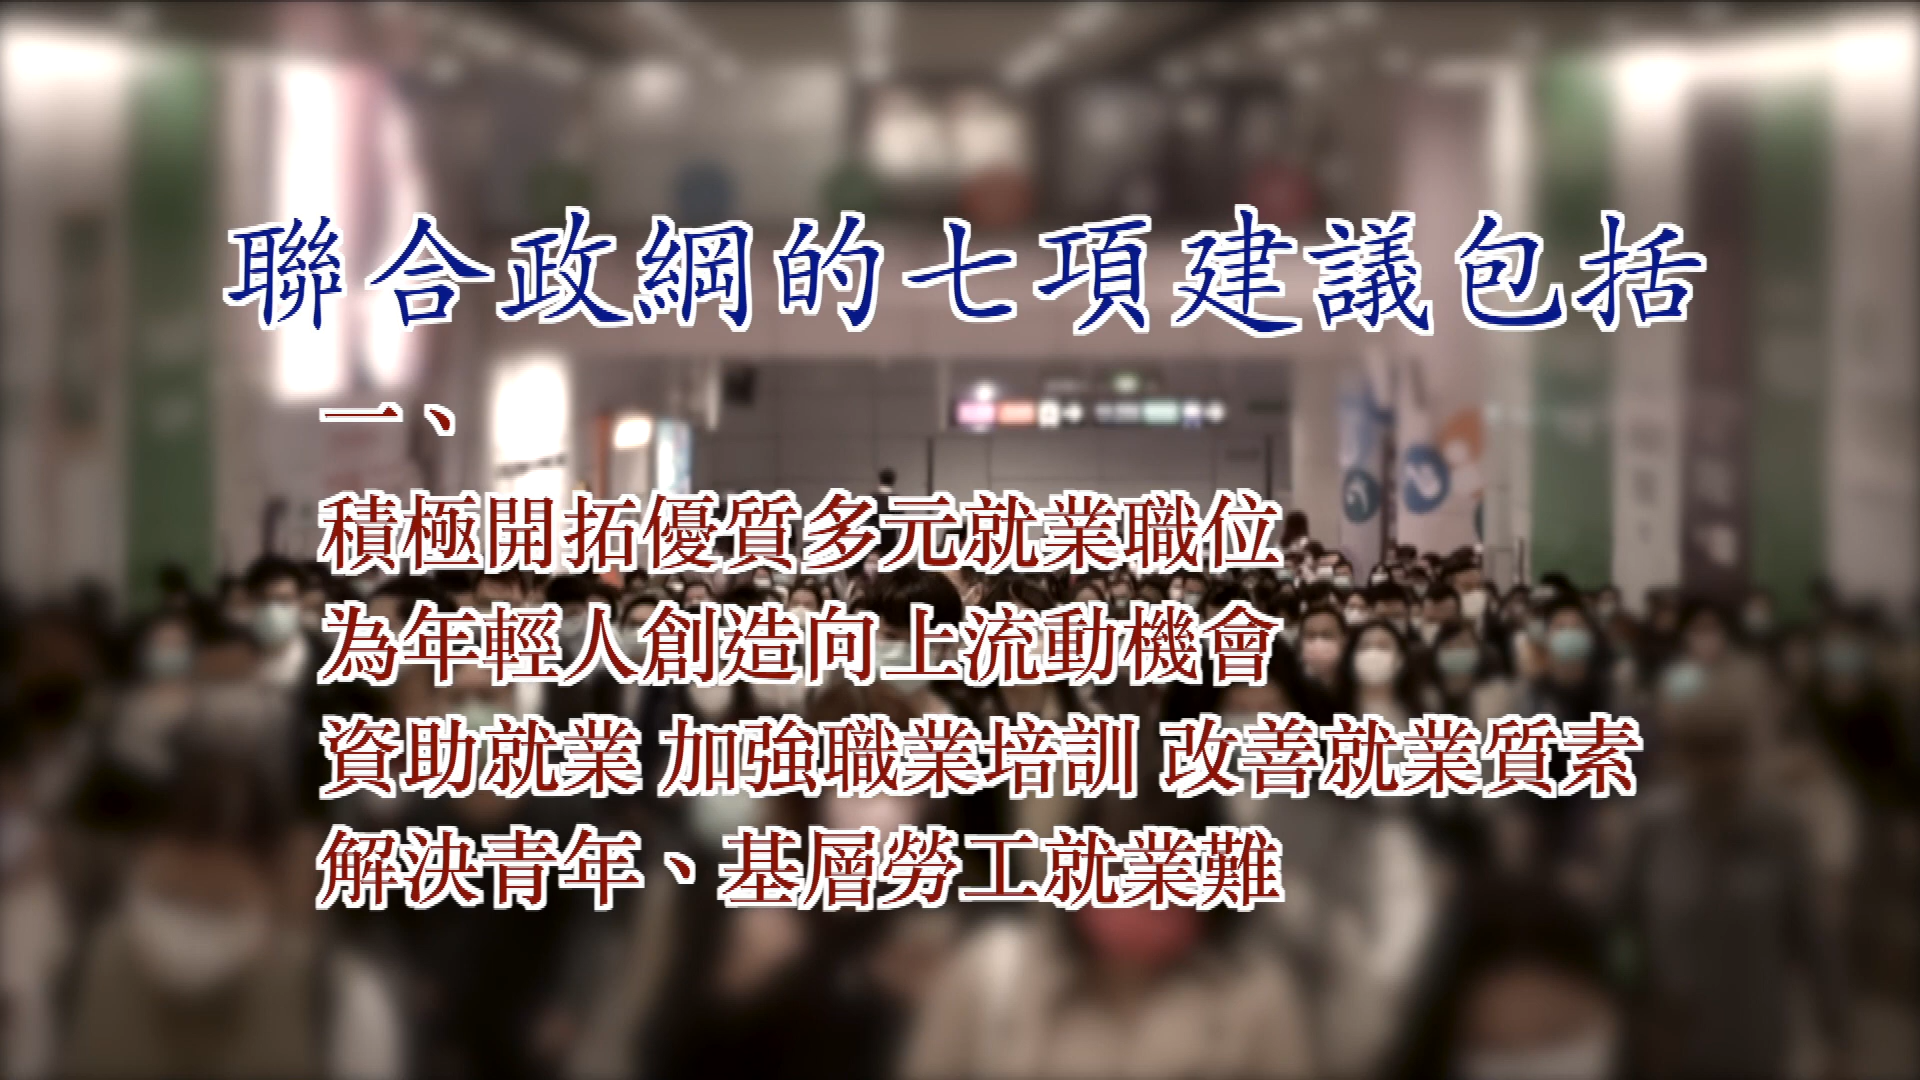 聯合政綱的七項建議包括
一、
積極開拓優質多元就業職位
為年輕人創造向上流動機會
資助就業 加強職業培訓 改善就業質素
解決青年、基層勞工就業難